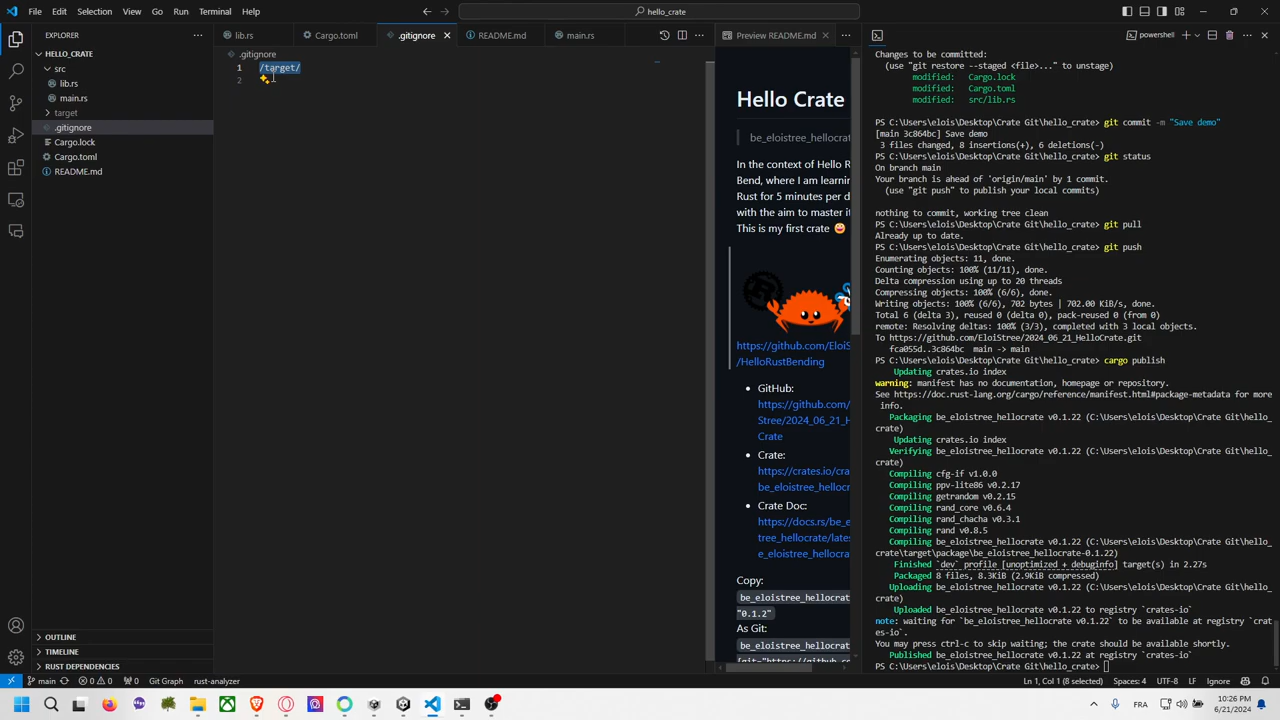 File Edit Selection View Go Run Terminal Help
hello_crate
EXPLORER
HELLO_CRATE
src
lib.rs
main.rs
target
.gitignore
Cargo.lock
Cargo.toml
README.md
OUTLINE
TIMELINE
RUST DEPENDENCIES
lib.rs Cargo.toml .gitignore README.md main.rs
.gitignore
1 /target/
2
Preview README.md
Hello Crate
be_eloistree_hellocrat
In the context of Hello R
Bend, where I am learnin
Rust for 5 minutes per d
with the aim to master it
This is my first crate 😀
https://github.com/EloiS
/HelloRustBending
GitHub:
https://github.com/
Stree/2024_06_21_H
Crate
Crate:
https://crates.io/cra
be_eloistree_hellocr
Crate Doc:
https://docs.rs/be_e
tree_hellocrate/lates
e_eloistree_hellocrat
Copy:
be_eloistree_hellocrat
"0.1.2"
As Git:
be_eloistree_hellocrat
{git="https://github.co
powershell
Changes to be committed:
(use "git restore --staged <file>..." to unstage)
modified: Cargo.lock
modified: Cargo.toml
modified: src/lib.rs
PS C:\Users\elois\Desktop\Crate Git\hello_crate> git commit -m "Save demo"
[main 3c864bc] Save demo
3 files changed, 8 insertions(+), 6 deletions(-)
PS C:\Users\elois\Desktop\Crate Git\hello_crate> git status
On branch main
Your branch is ahead of 'origin/main' by 1 commit.
(use "git push" to publish your local commits)
nothing to commit, working tree clean
PS C:\Users\elois\Desktop\Crate Git\hello_crate> git pull
Already up to date.
PS C:\Users\elois\Desktop\Crate Git\hello_crate> git push
Enumerating objects: 11, done.
Counting objects: 100% (11/11), done.
Delta compression using up to 20 threads
Compressing objects: 100% (6/6), done.
Writing objects: 100% (6/6), 702 bytes | 702.00 KiB/s, done.
Total 6 (delta 3), reused 0 (delta 0), pack-reused 0 (from 0)
remote: Resolving deltas: 100% (3/3), completed with 3 local objects.
To https://github.com/EloiStree/2024_06_21_HelloCrate.git
fca055d..3c864bc main -> main
PS C:\Users\elois\Desktop\Crate Git\hello_crate> cargo publish
Updating crates.io index
warning: manifest has no documentation, homepage or repository.
See https://doc.rust-lang.org/cargo/reference/manifest.html#package-metadata for more
info.
Packaging be_eloistree_hellocrate v0.1.22 (C:\Users\elois\Desktop\Crate Git\hello_
crate)
Updating crates.io index
Verifying be_eloistree_hellocrate v0.1.22 (C:\Users\elois\Desktop\Crate Git\hello_
crate)
Compiling cfg-if v1.0.0
Compiling ppv-lite86 v0.2.17
Compiling getrandom v0.2.15
Compiling rand_core v0.6.4
Compiling rand_chacha v0.3.1
Compiling rand v0.8.5
Compiling be_eloistree_hellocrate v0.1.22 (C:\Users\elois\Desktop\Crate Git\hello_
crate\target\package\be_eloistree_hellocrate-0.1.22)
Finished `dev` profile [unoptimized + debuginfo] target(s) in 2.27s
Packaged 8 files, 8.3KiB (2.9KiB compressed)
Uploading be_eloistree_hellocrate v0.1.22 (C:\Users\elois\Desktop\Crate Git\hello_
crate)
Uploaded be_eloistree_hellocrate v0.1.22 to registry `crates-io`
note: waiting for `be_eloistree_hellocrate v0.1.22` to be available at registry `crat
es-io`.
You may press ctrl-c to skip waiting; the crate should be available shortly.
Published be_eloistree_hellocrate v0.1.22 at registry `crates-io`
PS C:\Users\elois\Desktop\Crate Git\hello_crate>
main 0 0 0 Git Graph rust-analyzer
Ln 1, Col 1 (8 selected) Spaces: 4 UTF-8 LF Ignore
FRA
10:26 PM
6/21/2024